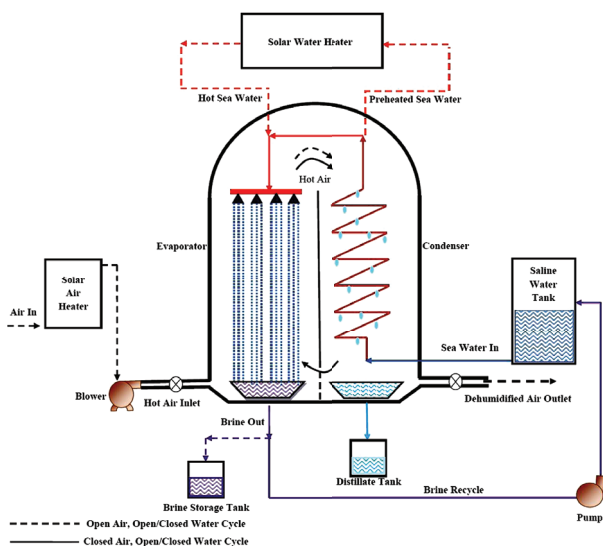 Solar Water Heater
Hot Sea Water
Preheated Sea Water
Hot Air
Evaporator
Condenser
Solar
Air
Heater
Saline
Water
Tank
Air In
Sea Water In
Blower
Hot Air Inlet
Dehumidified Air Outlet
Brine Out
Distillate Tank
Brine Storage Tank
Brine Recycle
Pump
Open Air, Open/Closed Water Cycle
Closed Air, Open/Closed Water Cycle